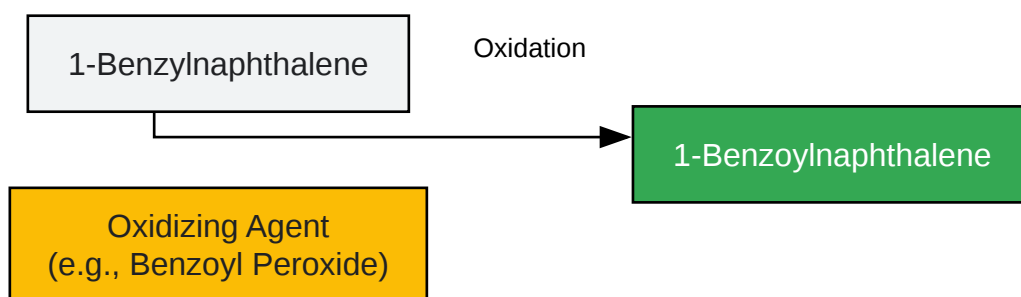 1-Benzylnaphthalene
Oxidation
1-Benzoylnaphthalene
Oxidizing Agent
(e.g., Benzoyl Peroxide)